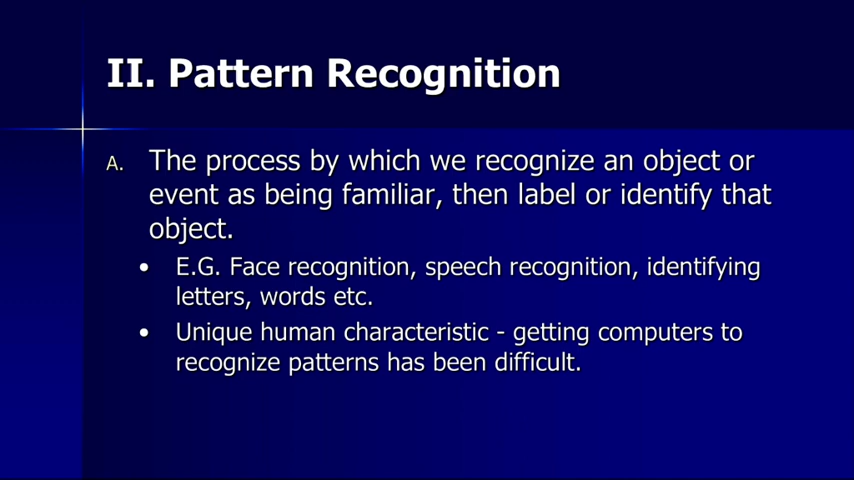 II. Pattern Recognition
A. The process by which we recognize an object or
event as being familiar, then label or identify that
object.
• E.G. Face recognition, speech recognition, identifying
letters, words etc.
• Unique human characteristic - getting computers to
recognize patterns has been difficult.